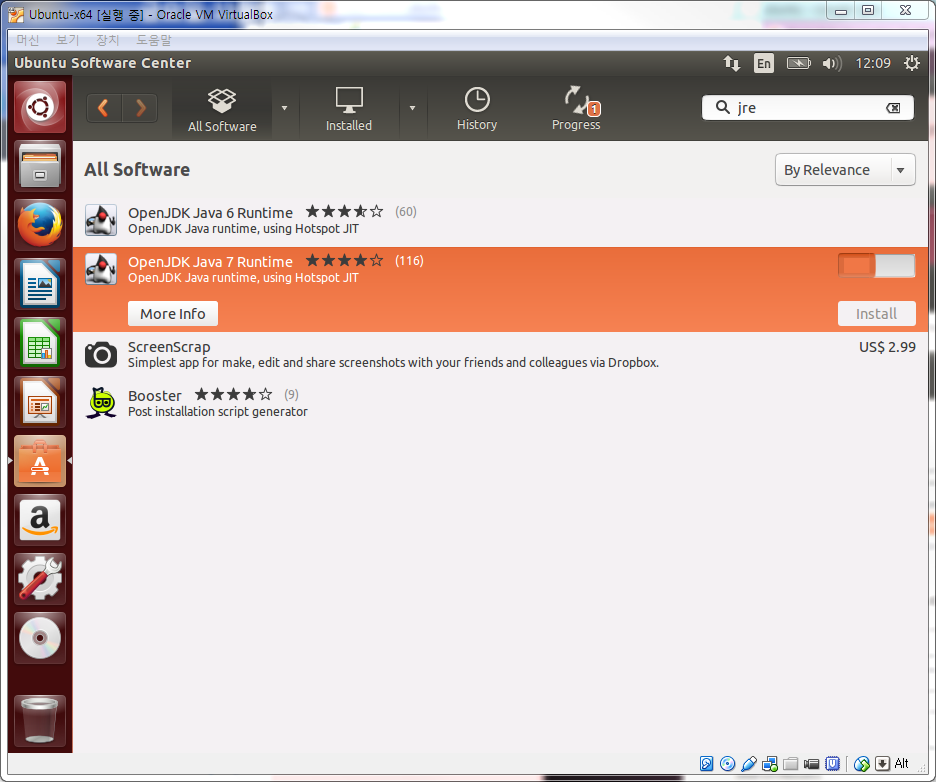 Ubuntu-x64 [실행 중] - Oracle VM VirtualBox
머신 보기 장치 도움말
Ubuntu Software Center
En
12:09
All Software
Installed
History
1
Progress
jre
All Software
By Relevance
OpenJDK Java 6 Runtime
(60)
OpenJDK Java runtime, using Hotspot JIT
OpenJDK Java 7 Runtime
(116)
OpenJDK Java runtime, using Hotspot JIT
More Info
Install
ScreenScrap
US$ 2.99
Simplest app for make, edit and share screenshots with your friends and colleagues via Dropbox.
Booster
(9)
Post installation script generator
Alt